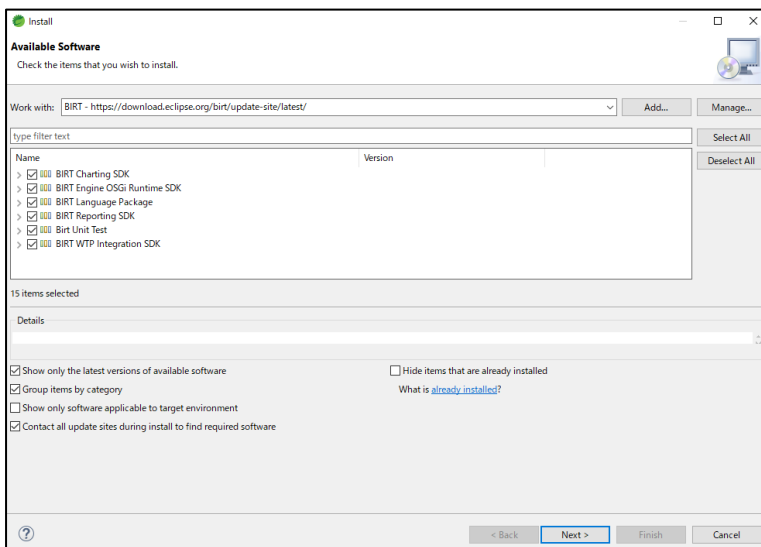 Install
Available Software
Check the items that you wish to install.
Work with: BIRT - https://download.eclipse.org/birt/update-site/latest/ Add... Manage...
type filter text Select All
Name Version Deselect All
BIRT Charting SDK
BIRT Engine OSGi Runtime SDK
BIRT Language Package
BIRT Reporting SDK
Birt Unit Test
BIRT WTP Integration SDK
15 items selected
Details
Show only the latest versions of available software Hide items that are already installed
Group items by category What is already installed?
Show only software applicable to target environment
Contact all update sites during install to find required software
? < Back Next > Finish Cancel